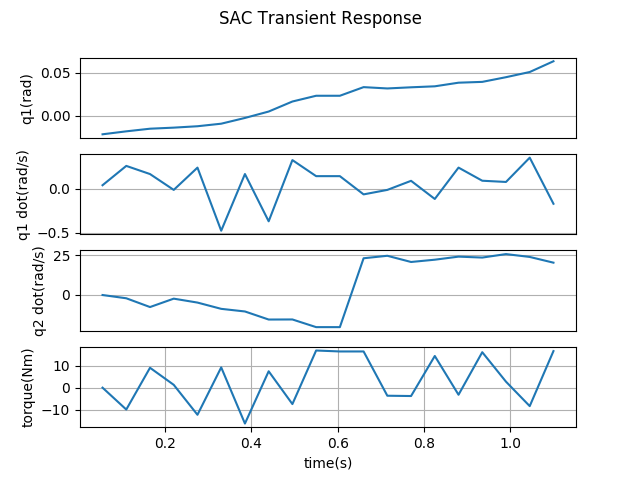 SAC Transient Response
q1(rad)
0.05
0.00
q1 dot(rad/s)
0.0
−0.5
q2 dot(rad/s)
25
0
torque(Nm)
10
0
−10
0.2 0.4 0.6 0.8 1.0
time(s)